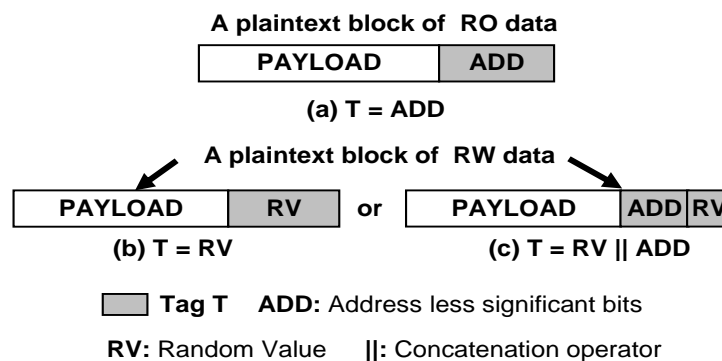 A plaintext block of RO data
PAYLOAD ADD
(a) T = ADD
A plaintext block of RW data
PAYLOAD RV or PAYLOAD ADD RV
(b) T = RV (c) T = RV || ADD
Tag T ADD: Address less significant bits
RV: Random Value ||: Concatenation operator